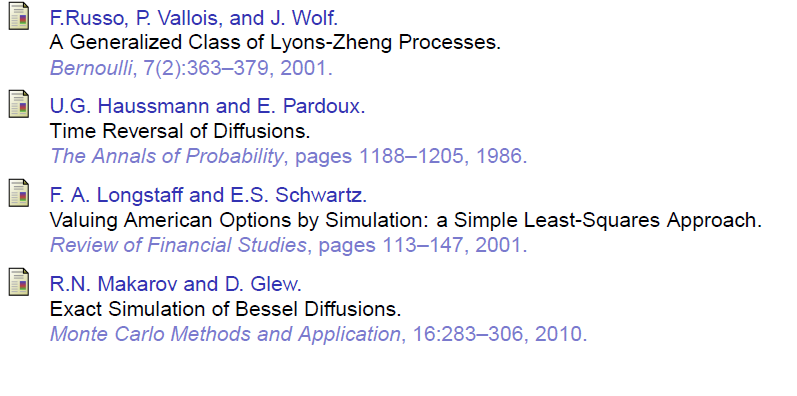 F.Russo, P. Vallois, and J. Wolf.
A Generalized Class of Lyons-Zheng Processes.
Bernoulli, 7(2):363–379, 2001.
U.G. Haussmann and E. Pardoux.
Time Reversal of Diffusions.
The Annals of Probability, pages 1188–1205, 1986.
F. A. Longstaff and E.S. Schwartz.
Valuing American Options by Simulation: a Simple Least-Squares Approach.
Review of Financial Studies, pages 113–147, 2001.
R.N. Makarov and D. Glew.
Exact Simulation of Bessel Diffusions.
Monte Carlo Methods and Application, 16:283–306, 2010.